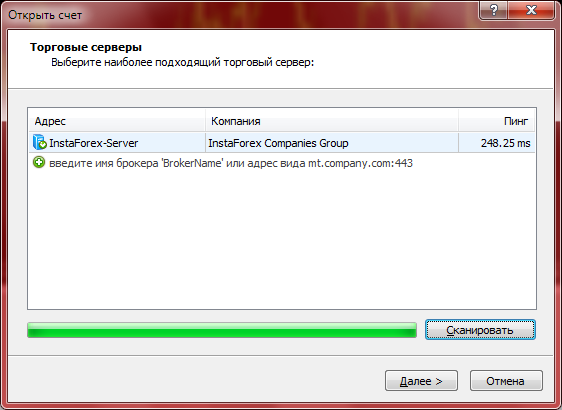 Открыть счет
?
Торговые серверы
Выберите наиболее подходящий торговый сервер:
Адрес Компания Пинг
InstaForex-Server InstaForex Companies Group 248.25 ms
введите имя брокера 'BrokerName' или адрес вида mt.company.com:443
Сканировать
Далее > Отмена